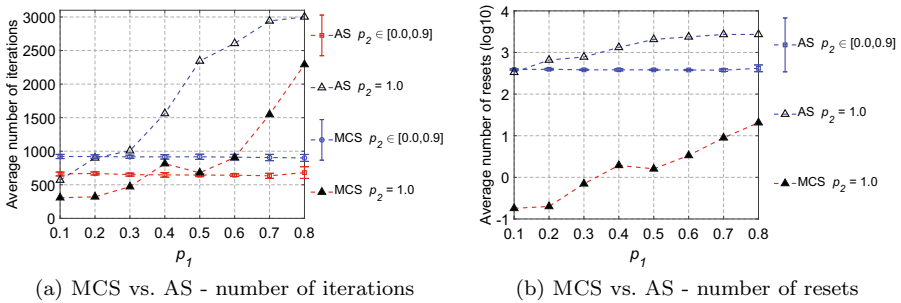 (a)
Average number of iterations
3000
2500
2000
1500
1000
500
0
0.1 0.2 0.3 0.4 0.5 0.6 0.7 0.8
p1
AS p2 ∈ [0.0,0.9]
AS p2 = 1.0
MCS p2 ∈ [0.0,0.9]
MCS p2 = 1.0
(a) MCS vs. AS - number of iterations
(b)
Average number of resets (log10)
4
3
2
1
0
-1
0.1 0.2 0.3 0.4 0.5 0.6 0.7 0.8
p1
AS p2 ∈ [0.0,0.9]
AS p2 = 1.0
MCS p2 = 1.0
(b) MCS vs. AS - number of resets